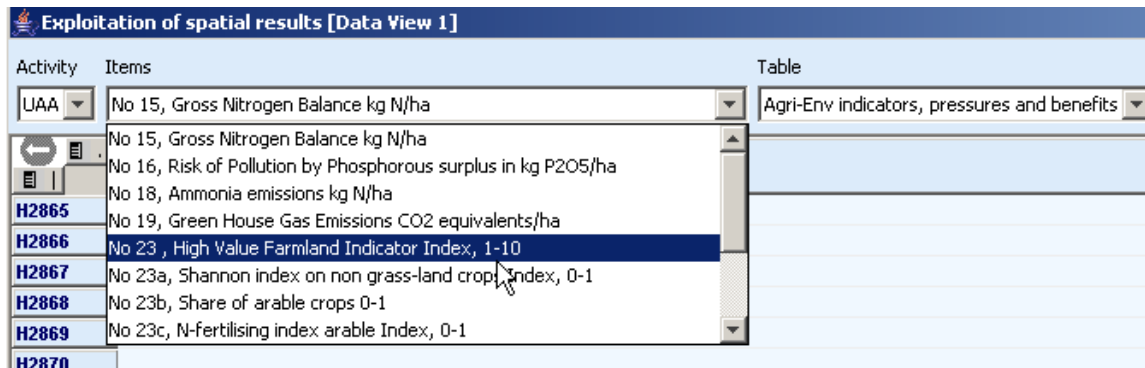 Exploitation of spatial results [Data View 1]
Activity Items Table
UAA No 15, Gross Nitrogen Balance kg N/ha Agri-Env indicators, pressures and benefits
No 15, Gross Nitrogen Balance kg N/ha
No 16, Risk of Pollution by Phosphorous surplus in kg P2O5/ha
No 18, Ammonia emissions kg N/ha
H2865 No 19, Green House Gas Emissions CO2 equivalents/ha
H2866 No 23 , High Value Farmland Indicator Index, 1-10
H2867 No 23a, Shannon index on non grass-land crops Index, 0-1
H2868 No 23b, Share of arable crops 0-1
H2869 No 23c, N-fertilising index arable Index, 0-1
H2870